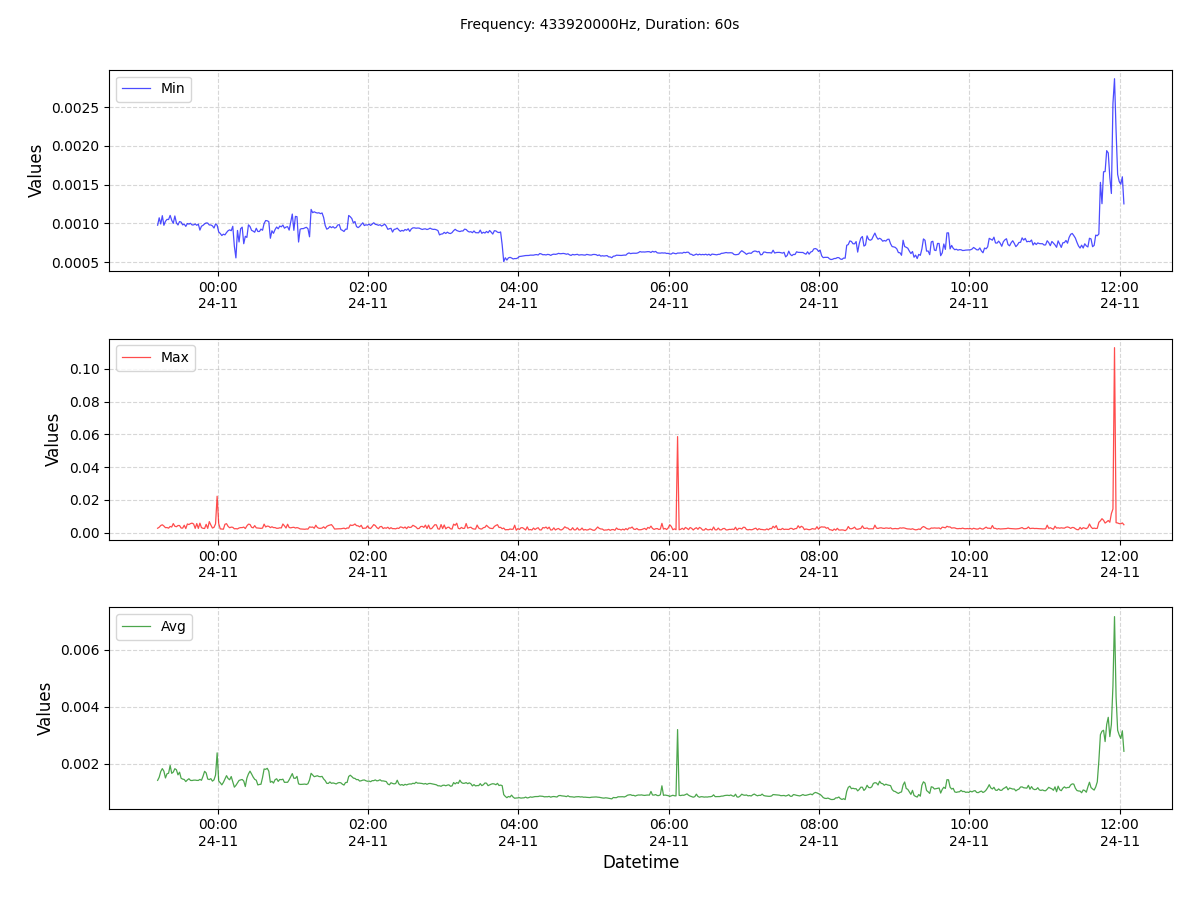 Frequency: 433920000Hz, Duration: 60s
Min
Values
0.0025
0.0020
0.0015
0.0010
0.0005
00:00 02:00 04:00 06:00 08:00 10:00 12:00
24-11 24-11 24-11 24-11 24-11 24-11 24-11
Max
Values
0.10
0.08
0.06
0.04
0.02
0.00
00:00 02:00 04:00 06:00 08:00 10:00 12:00
24-11 24-11 24-11 24-11 24-11 24-11 24-11
Avg
Values
0.006
0.004
0.002
00:00 02:00 04:00 06:00 08:00 10:00 12:00
24-11 24-11 24-11 24-11 24-11 24-11 24-11
Datetime